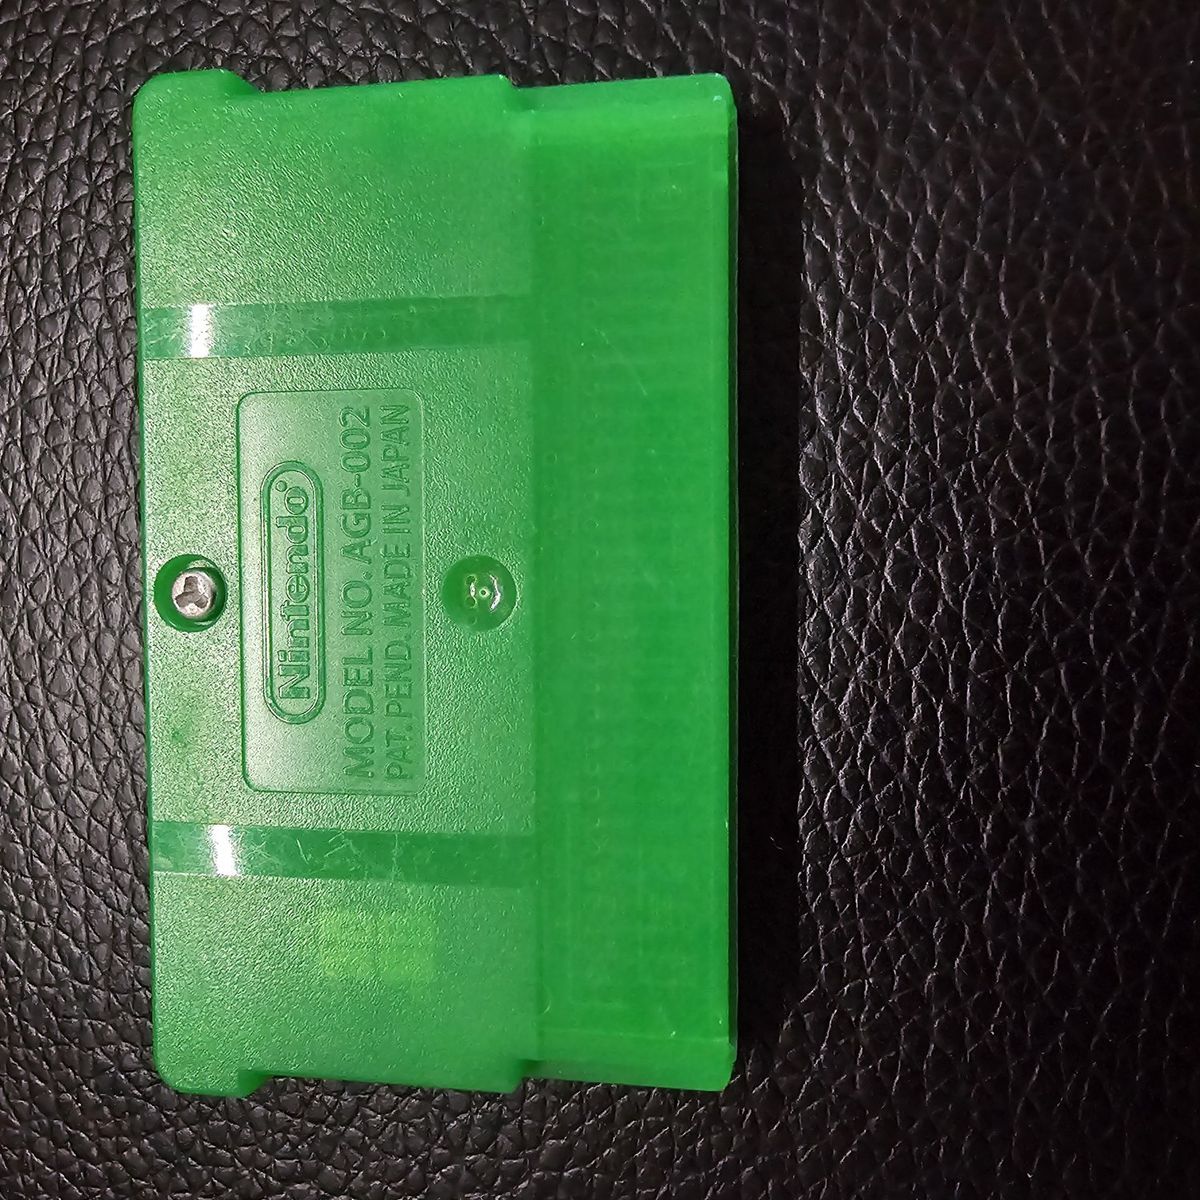 Nintendo
MODEL NO. AGB-002
PAT. PEND. MADE IN JAPAN